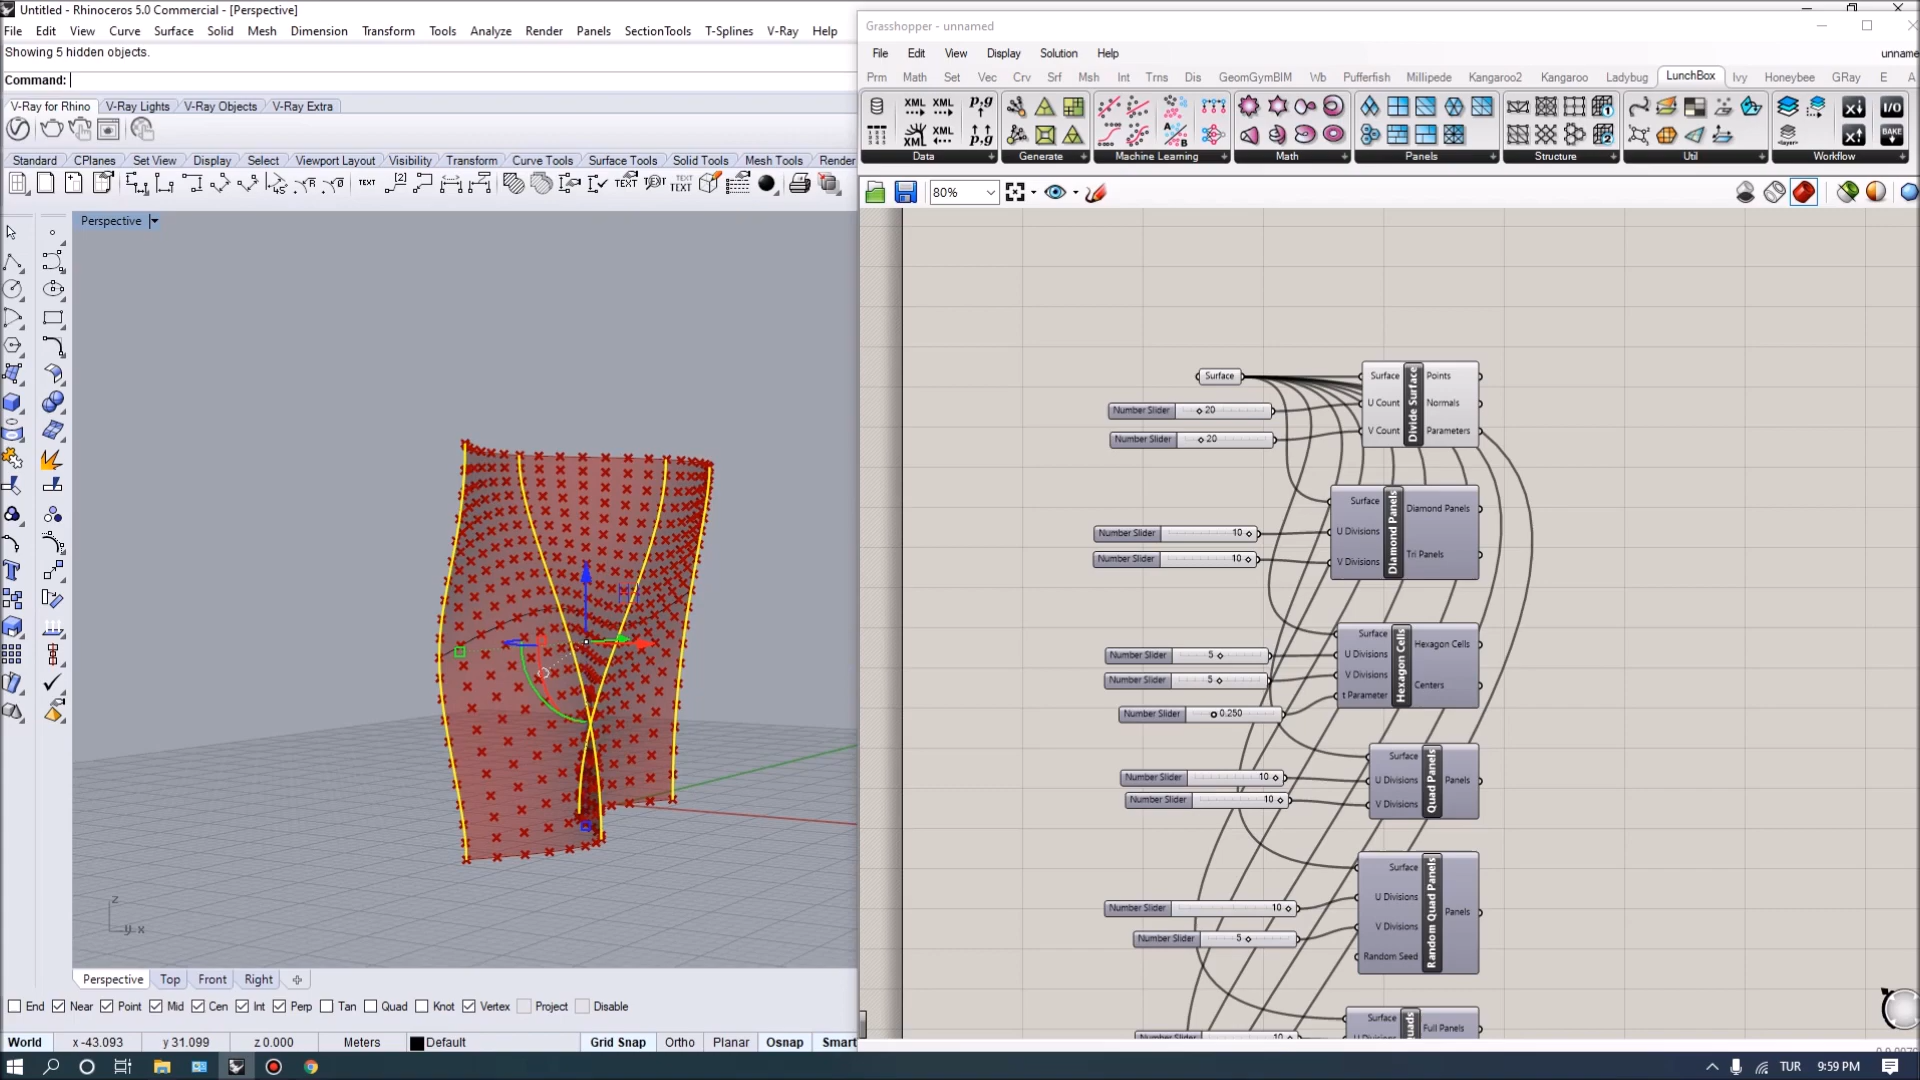 Untitled - Rhinoceros 5.0 Commercial - [Perspective]
File Edit View Curve Surface Solid Mesh Dimension Transform Tools Analyze Render Panels SectionTools T-Splines V-Ray Help
Showing 5 hidden objects.
Command:
V-Ray for Rhino V-Ray Lights V-Ray Objects V-Ray Extra
Standard CPlanes Set View Display Select Viewport Layout Visibility Transform Curve Tools Surface Tools Solid Tools Mesh Tools Render
Perspective
z
y x
Perspective Top Front Right
End Near Point Mid Cen Int Perp Tan Quad Knot Vertex Project Disable
World x -43.093 y 31.099 z 0.000 Meters Default Grid Snap Ortho Planar Osnap Smart
Grasshopper - unnamed
File Edit View Display Solution Help
unname
Prm Math Set Vec Crv Srf Msh Int Trns Dis GeomGymBIM Wb Pufferfish Millipede Kangaroo2 Kangaroo Ladybug LunchBox Ivy Honeybee GRay E A
Data Generate Machine Learning Math Panels Structure Util Workflow
80%
Surface
Number Slider 20
Number Slider 20
Surface
U Count
V Count
Divide Surface
Points
Normals
Parameters
Number Slider 10
Number Slider 10
Surface
U Divisions
V Divisions
Diamond Panels
Diamond Panels
Tri Panels
Number Slider 5
Number Slider 5
Number Slider 0.250
Surface
U Divisions
V Divisions
t Parameter
Hexagon Cells
Hexagon Cells
Centers
Number Slider 10
Number Slider 10
Surface
U Divisions
V Divisions
Quad Panels
Panels
Number Slider 10
Number Slider 5
Surface
U Divisions
V Divisions
Random Seed
Random Quad Panels
Panels
Number Slider 10
Surface
U Divisions
Full Panels
TUR 9:59 PM